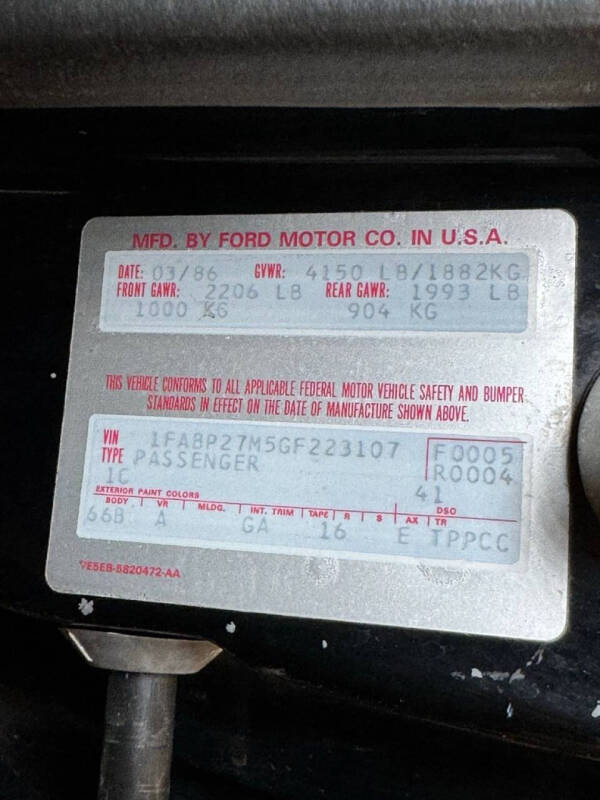 MFD. BY FORD MOTOR CO. IN U.S.A.
DATE: 03/86 GVWR: 4150 LB/1882KG
FRONT GAWR: 2206 LB REAR GAWR: 1993 LB
1000 KG 904 KG
THIS VEHICLE CONFORMS TO ALL APPLICABLE FEDERAL MOTOR VEHICLE SAFETY AND BUMPER
STANDARDS IN EFFECT ON THE DATE OF MANUFACTURE SHOWN ABOVE.
VIN 1FABP27M5GF223107 F0005
TYPE PASSENGER R0004
1C 41
EXTERIOR PAINT COLORS DSO
BODY VR MLDG. INT. TRIM TAPE R S AX TR
66B A GA 16 E TPPCC
VE5EB-5820472-AA